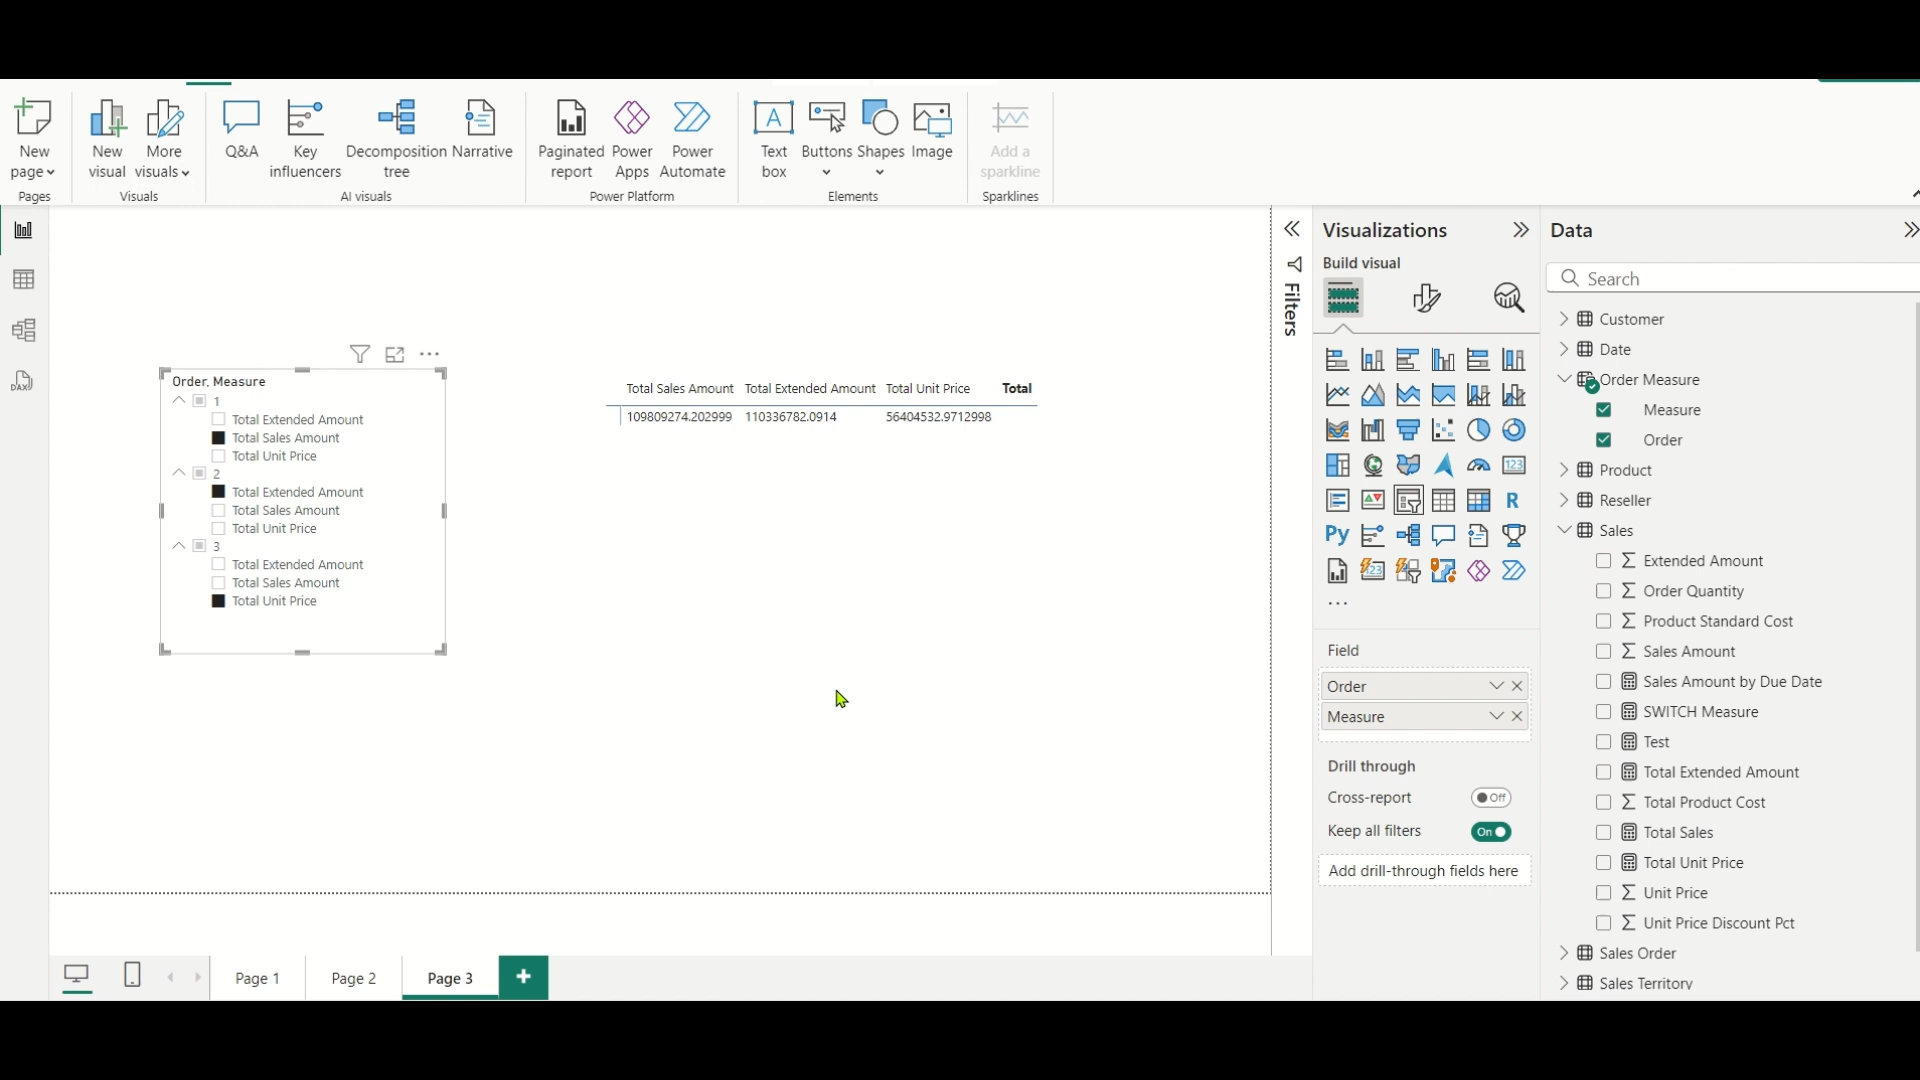 New page
New visual
More visuals
Q&A
Key influencers
Decomposition tree
Narrative
Paginated report
Power Apps
Power Automate
Text box
Buttons
Shapes
Image
Add a sparkline
Pages
Visuals
AI visuals
Power Platform
Elements
Sparklines
DAX
Order, Measure
1
Total Extended Amount
Total Sales Amount
Total Unit Price
2
Total Extended Amount
Total Sales Amount
Total Unit Price
3
Total Extended Amount
Total Sales Amount
Total Unit Price
Total Sales Amount Total Extended Amount Total Unit Price Total
109809274.202999 110336782.0914 56404532.9712998
Filters
Visualizations
Build visual
123
R
Py
123
Field
Order
Measure
Drill through
Cross-report Off
Keep all filters On
Add drill-through fields here
Data
Search
Customer
Date
Order Measure
Measure
Order
Product
Reseller
Sales
Extended Amount
Order Quantity
Product Standard Cost
Sales Amount
Sales Amount by Due Date
SWITCH Measure
Test
Total Extended Amount
Total Product Cost
Total Sales
Total Unit Price
Unit Price
Unit Price Discount Pct
Sales Order
Sales Territory
Page 1
Page 2
Page 3